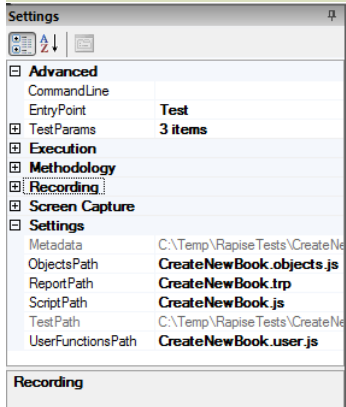 Settings
A
Z
Advanced
CommandLine
EntryPoint Test
TestParams 3 items
Execution
Methodology
Recording
Screen Capture
Settings
Metadata C:\Temp\RapiseTests\CreateNe
ObjectsPath CreateNewBook.objects.js
ReportPath CreateNewBook.trp
ScriptPath CreateNewBook.js
TestPath C:\Temp\RapiseTests\CreateNe
UserFunctionsPath CreateNewBook.user.js
Recording